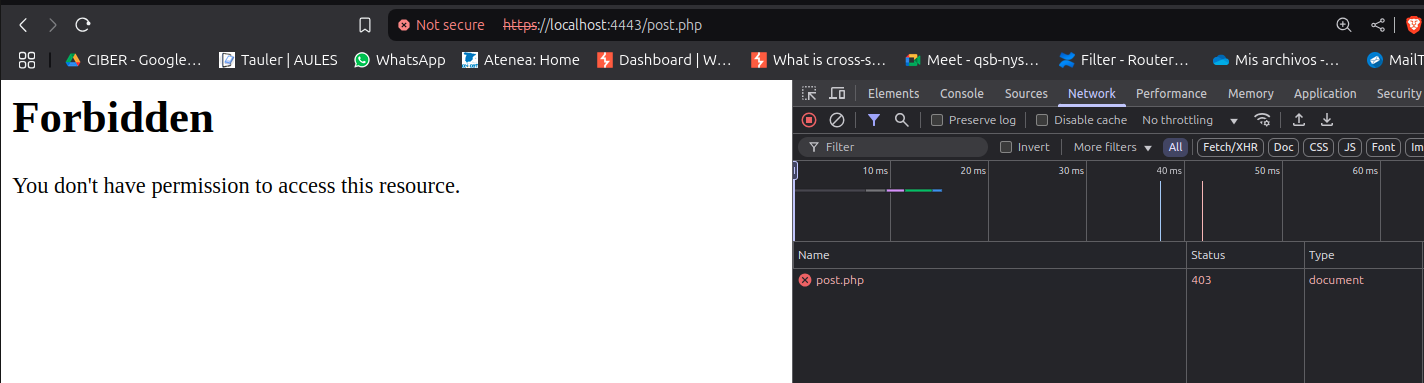 Not secure https://localhost:4443/post.php
CIBER - Google... Tauler | AULES WhatsApp Atenea: Home Dashboard | W... What is cross-s... Meet - qsb-nys... Filter - Router... Mis archivos -... MailT
Forbidden
You don't have permission to access this resource.
Elements Console Sources Network Performance Memory Application Security
Preserve log Disable cache No throttling
Filter Invert More filters All Fetch/XHR Doc CSS JS Font Im
10 ms 20 ms 30 ms 40 ms 50 ms 60 ms
Name Status Type
post.php 403 document